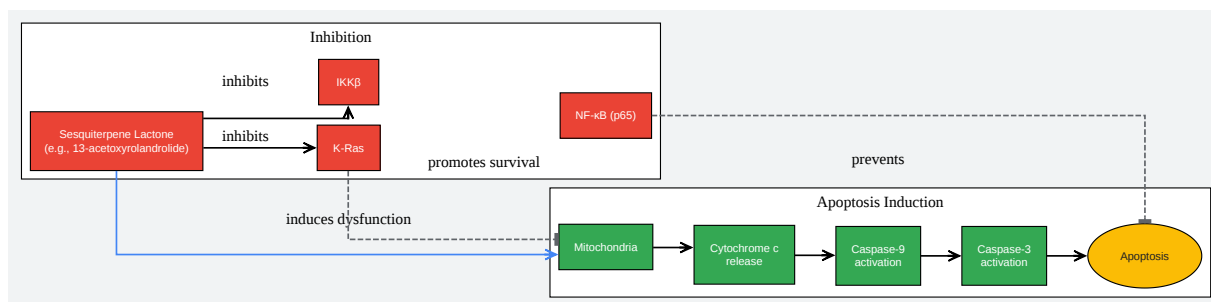 Inhibition
inhibits
IKKβ
NF-κB (p65)
Sesquiterpene Lactone
(e.g., 13-acetoxyrolandrolide)
inhibits
K-Ras
promotes survival
prevents
Apoptosis Induction
induces dysfunction
Mitochondria
Cytochrome c
release
Caspase-9
activation
Caspase-3
activation
Apoptosis